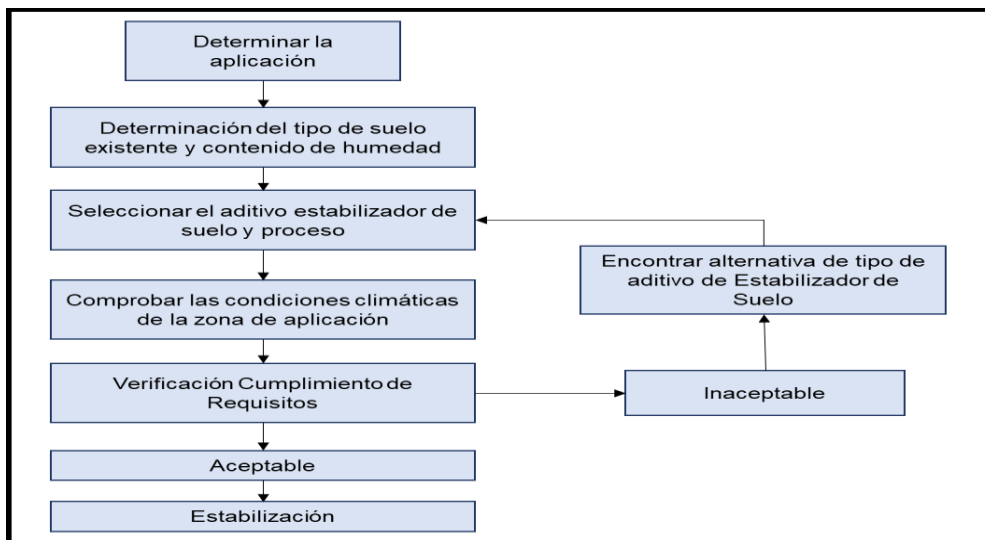 Determinar la
aplicación
Determinación del tipo de suelo
existente y contenido de humedad
Seleccionar el aditivo estabilizador de
suelo y proceso
Encontrar alternativa de tipo de
aditivo de Estabilizador de
Suelo
Comprobar las condiciones climáticas
de la zona de aplicación
Verificación Cumplimiento de
Requisitos
Inaceptable
Aceptable
Estabilización